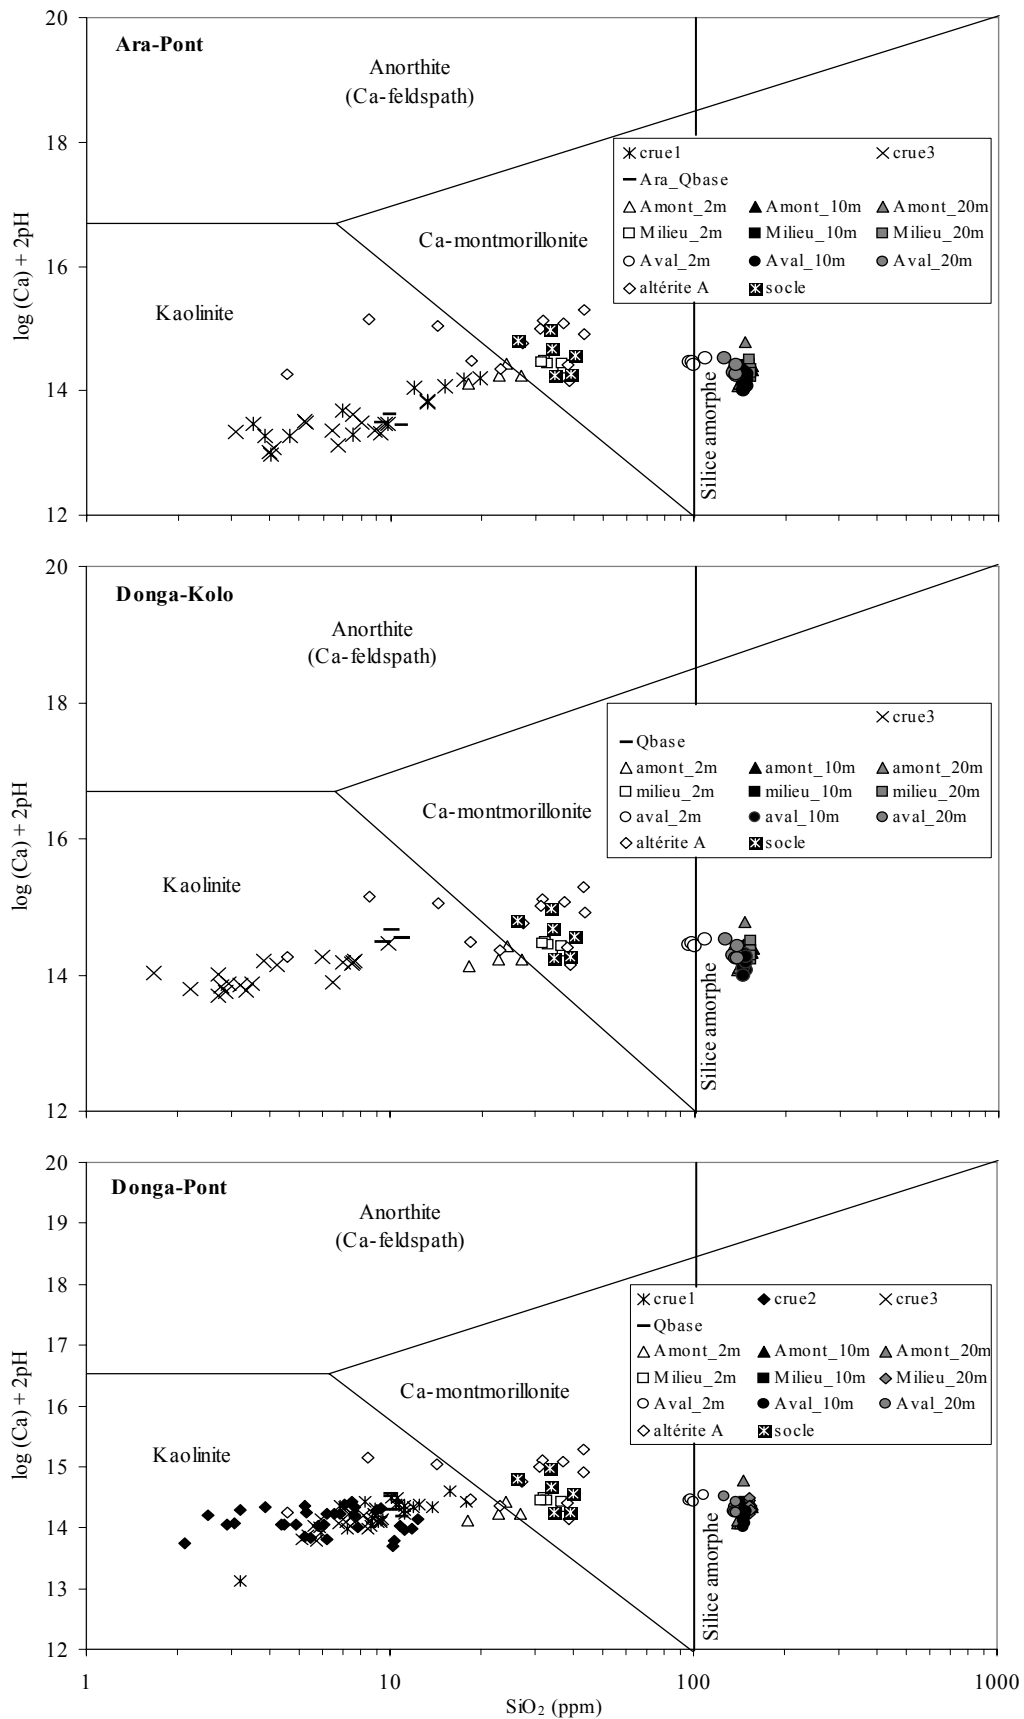 20
18
16
14
12
log (Ca) + 2pH
Ara-Pont
Anorthite
(Ca-feldspath)
Ca-montmorillonite
Kaolinite
Silice amorphe
crue1 crue3
Ara_Qbase
Amont_2m Amont_10m Amont_20m
Milieu_2m Milieu_10m Milieu_20m
Aval_2m Aval_10m Aval_20m
altérite A socle
20
18
16
14
12
log (Ca) + 2pH
Donga-Kolo
Anorthite
(Ca-feldspath)
Ca-montmorillonite
Kaolinite
Silice amorphe
crue3
Qbase
amont_2m amont_10m amont_20m
milieu_2m milieu_10m milieu_20m
aval_2m aval_10m aval_20m
altérite A socle
20
19
18
17
16
15
14
13
12
log (Ca) + 2pH
Donga-Pont
Anorthite
(Ca-feldspath)
Ca-montmorillonite
Kaolinite
Silice amorphe
crue1 crue2 crue3
Qbase
Amont_2m Amont_10m Amont_20m
Milieu_2m Milieu_10m Milieu_20m
Aval_2m Aval_10m Aval_20m
altérite A socle
1 10 100 1000
SiO₂ (ppm)